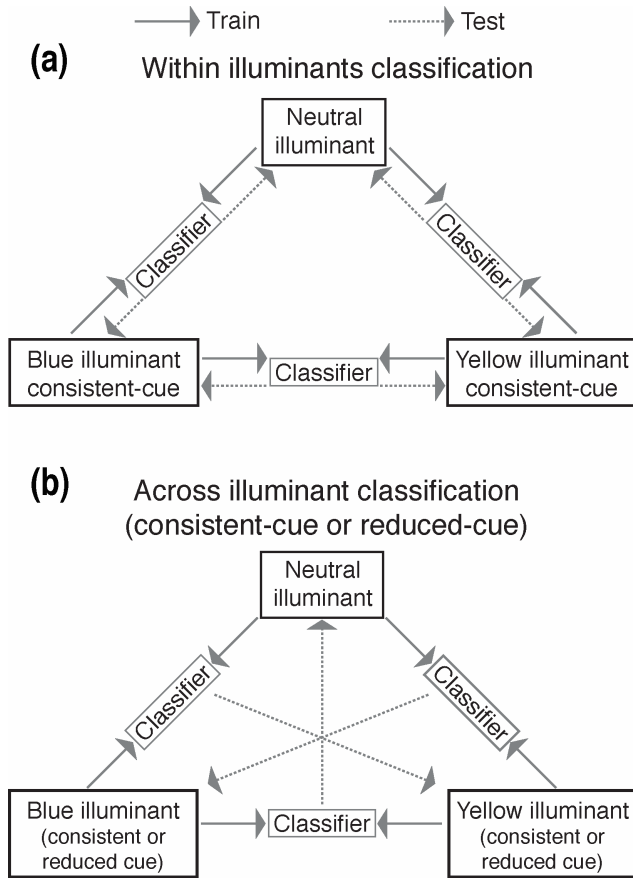 Train Test
(a)
Within illuminants classification
Neutral
illuminant
Classifier Classifier
Blue illuminant
consistent-cue
Classifier
Yellow illuminant
consistent-cue
(b)
Across illuminant classification
(consistent-cue or reduced-cue)
Neutral
illuminant
Classifier Classifier
Blue illuminant
(consistent or
reduced cue)
Classifier
Yellow illuminant
(consistent or
reduced cue)